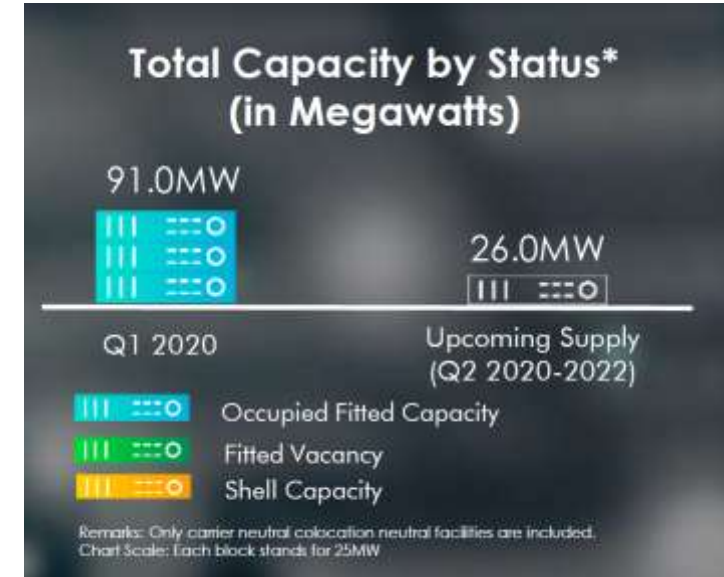 Total Capacity by Status*
(in Megawatts)
91.0MW
26.0MW
Q1 2020
Upcoming Supply
(Q2 2020-2022)
Occupied Fitted Capacity
Fitted Vacancy
Shell Capacity
Remarks: Only carrier neutral colocation neutral facilities are included.
Chart Scale: Each block stands for 25MW